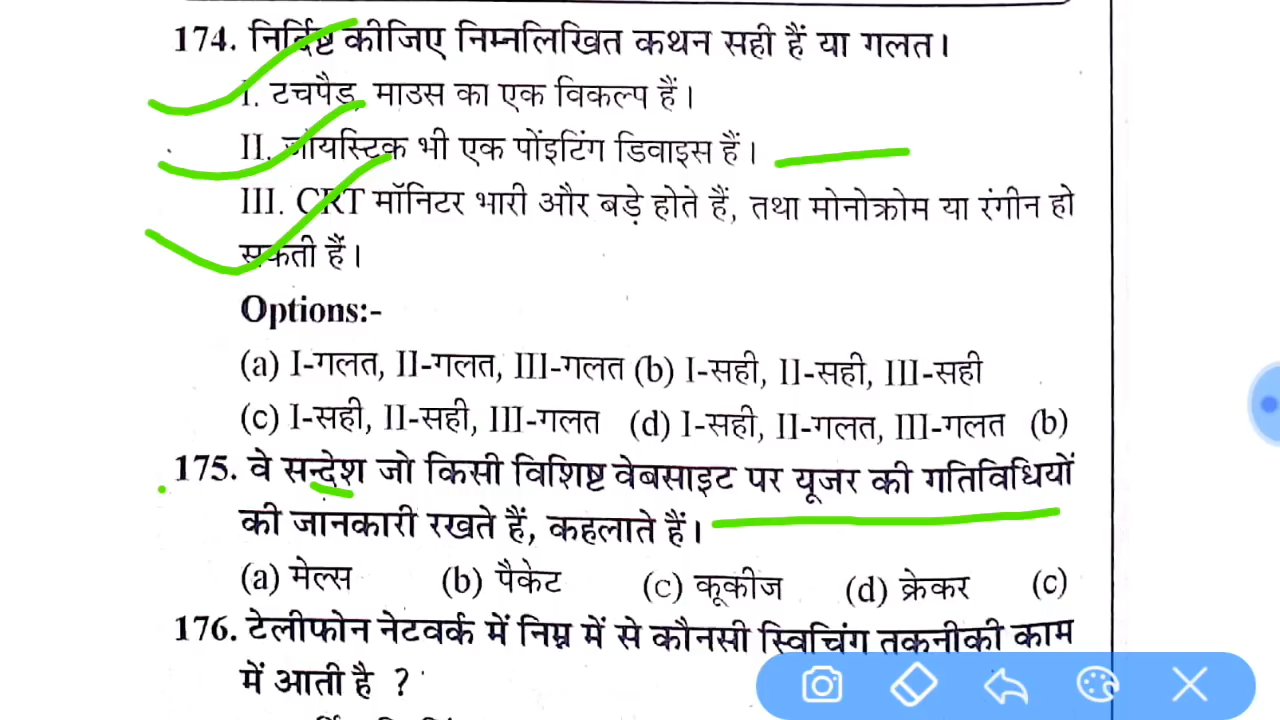 174. निर्दिष्ट कीजिए निम्नलिखित कथन सही हैं या गलत।
I. टचपैड, माउस का एक विकल्प हैं।
II. जॉयस्टिक भी एक पोंइटिंग डिवाइस हैं।
III. CRT मॉनिटर भारी और बड़े होते हैं, तथा मोनोक्रोम या रंगीन हो
सकती हैं।
Options:-
(a) I-गलत, II-गलत, III-गलत (b) I-सही, II-सही, III-सही
(c) I-सही, II-सही, III-गलत (d) I-सही, II-गलत, III-गलत (b)
175. वे सन्देश जो किसी विशिष्ट वेबसाइट पर यूजर की गतिविधियों
की जानकारी रखते हैं, कहलाते हैं।
(a) मेल्स (b) पैकेट (c) कूकीज (d) क्रेकर (c)
176. टेलीफोन नेटवर्क में निम्न में से कौनसी स्विचिंग तकनीकी काम
में आती है ?